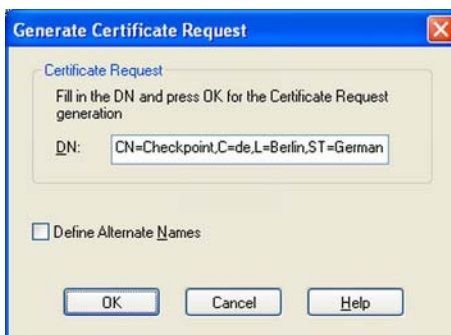 Generate Certificate Request
Certificate Request
Fill in the DN and press OK for the Certificate Request
generation
DN: CN=Checkpoint,C=de,L=Berlin,ST=German
Define Alternate Names
OK Cancel Help